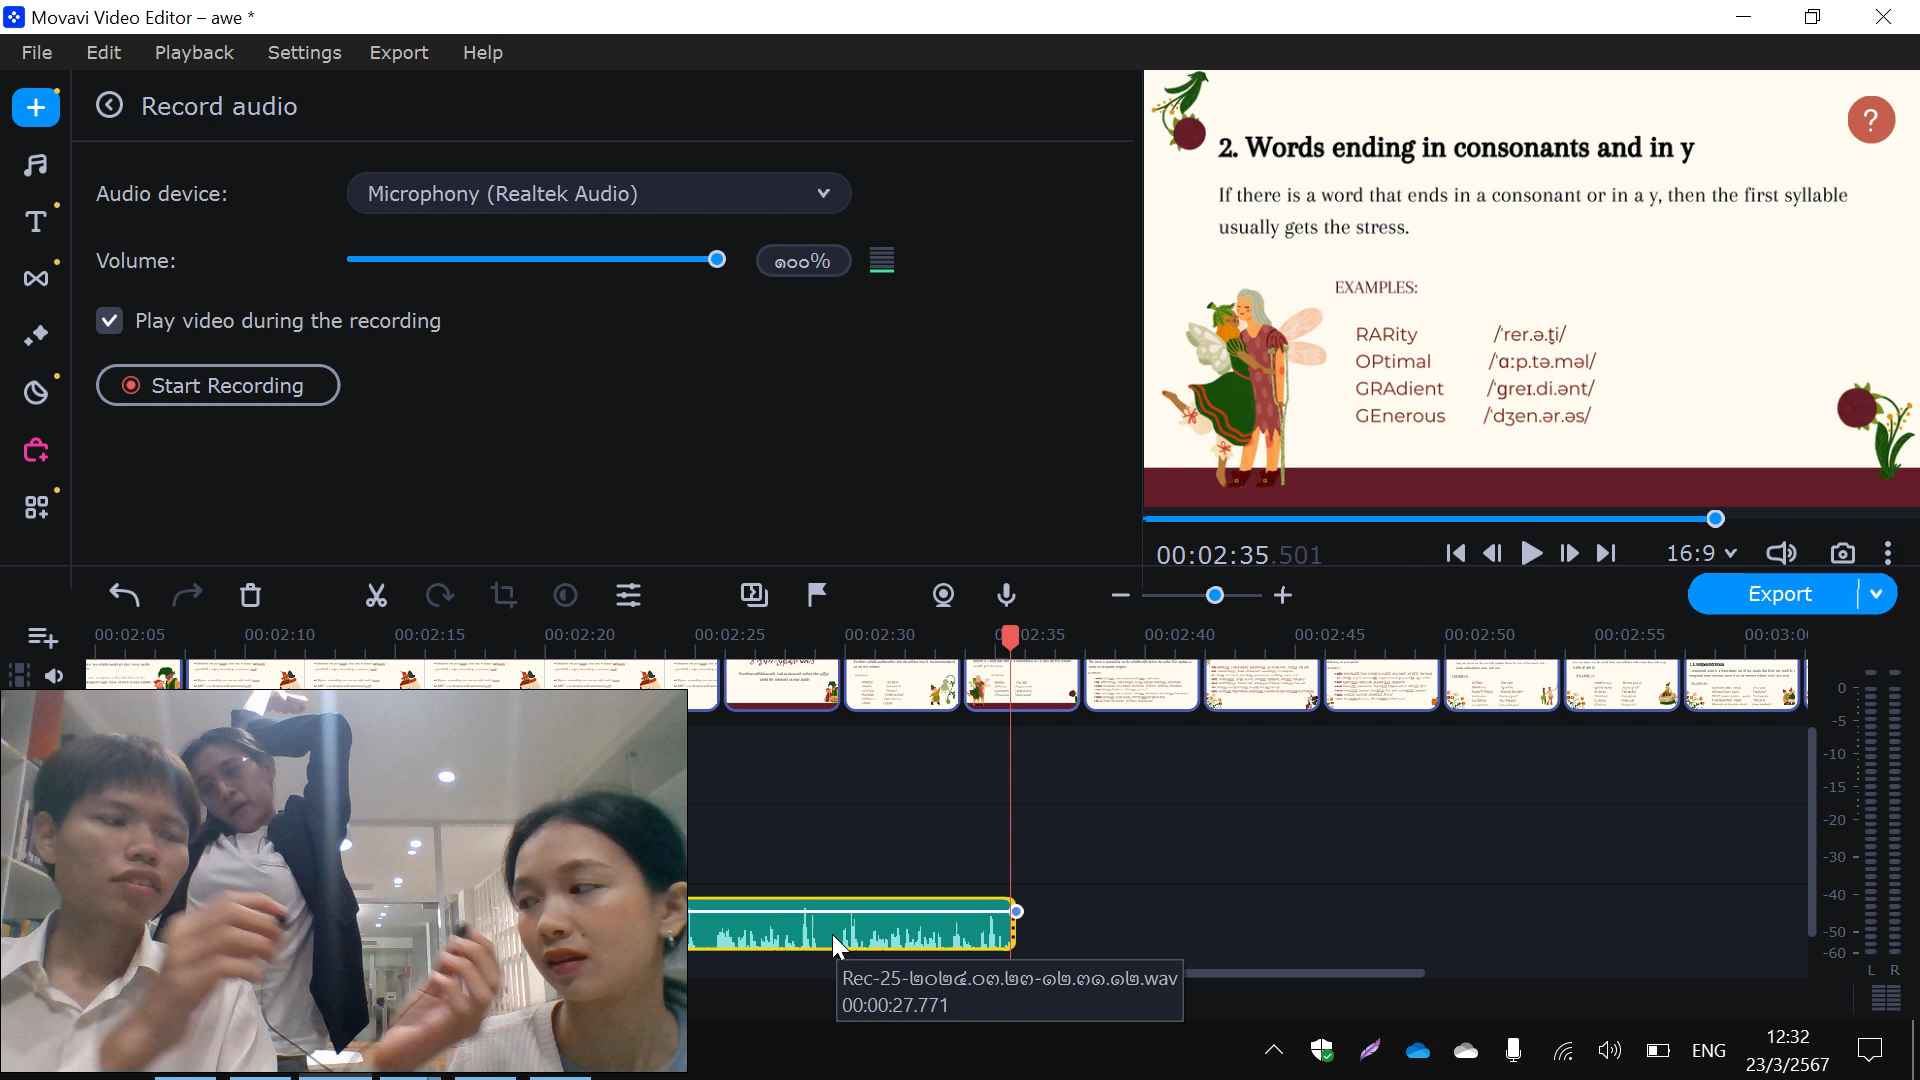 Movavi Video Editor – awe *
File Edit Playback Settings Export Help
Record audio
Audio device: Microphony (Realtek Audio)
Volume: ๑๐๐%
Play video during the recording
Start Recording
?
2. Words ending in consonants and in y
If there is a word that ends in a consonant or in a y, then the first syllable
usually gets the stress.
EXAMPLES:
RARity /ˈrer.ə.t̬i/
OPtimal /ˈɑːp.tə.məl/
GRAdient /ˈɡreɪ.di.ənt/
GEnerous /ˈdʒen.ər.əs/
00:02:35.501
16:9
Export
00:02:05 00:02:10 00:02:15 00:02:20 00:02:25 00:02:30 02:35 00:02:40 00:02:45 00:02:50 00:02:55 00:03:0
0
-5
-10
-15
-20
-30
-40
-50
-60
L R
Rec-25-๒๐๒๔.๐๓.๒๓-๑๒.๓๑.๑๒.wav
00:00:27.771
ENG
12:32
23/3/2567